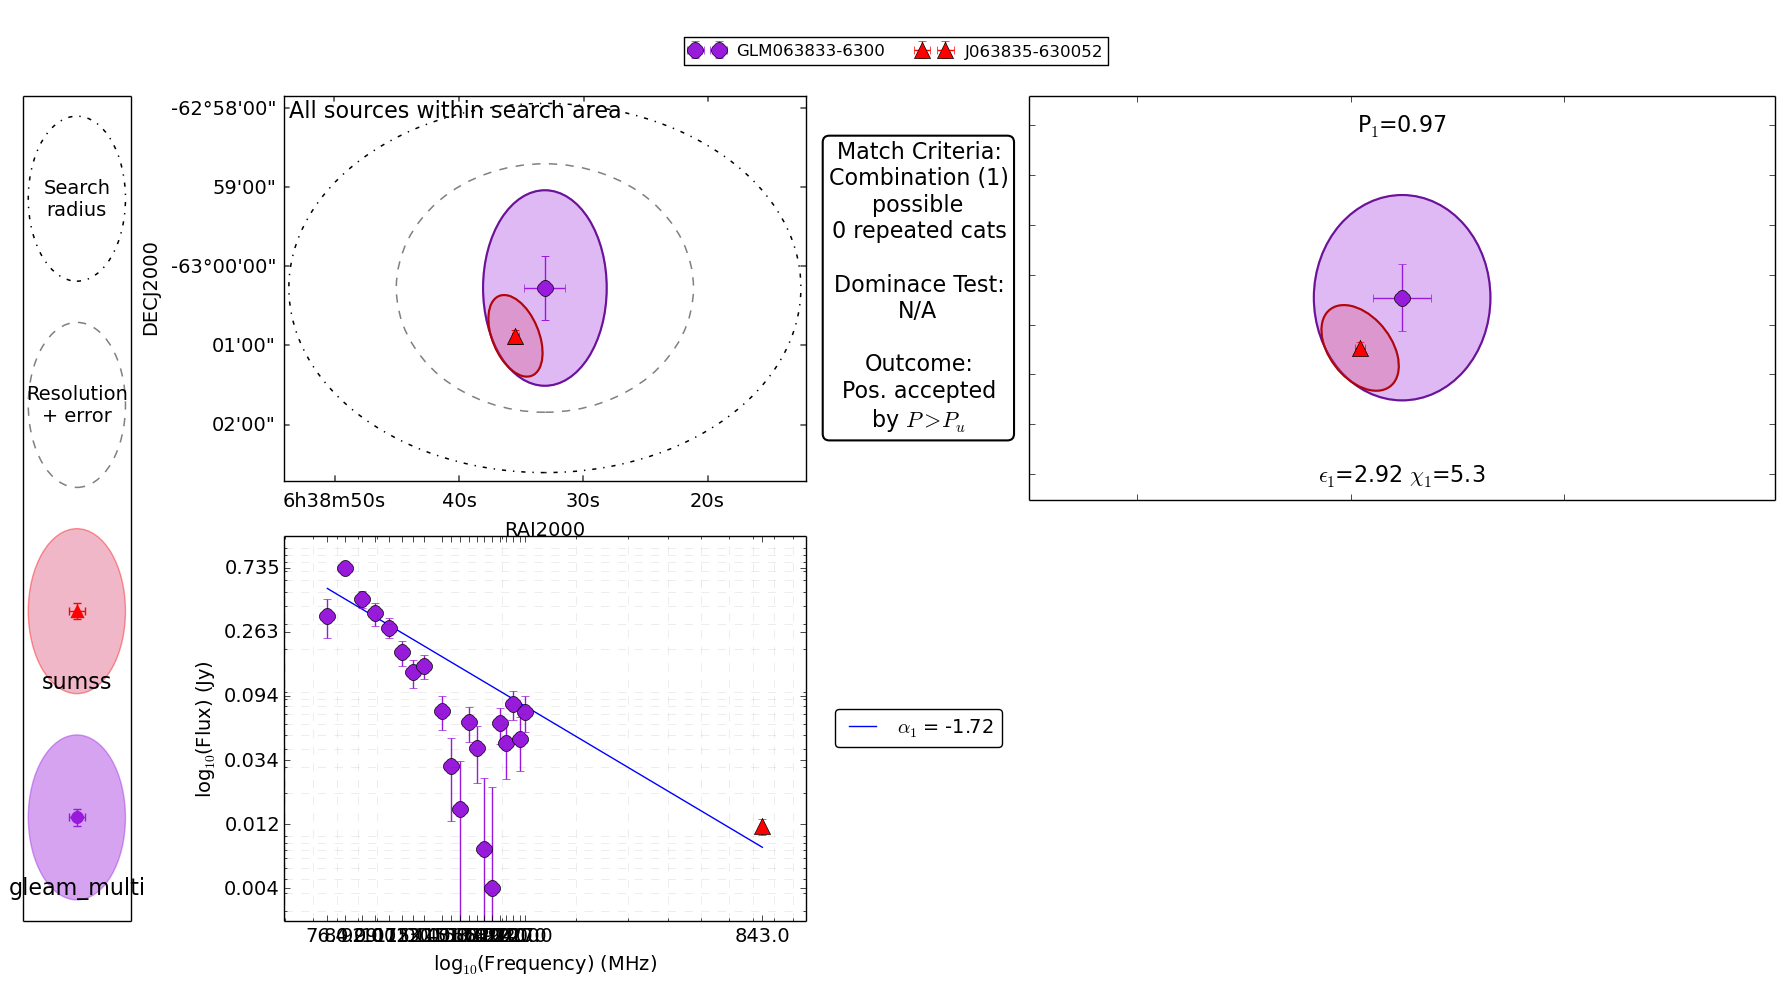 GLM063833-6300 J063835-630052
Search
radius
Resolution
+ error
sumss
gleam_multi
All sources within search area
-62°58'00"
59'00"
-63°00'00"
01'00"
02'00"
DECJ2000
6h38m50s 40s 30s 20s
RAJ2000
Match Criteria:
Combination (1)
possible
0 repeated cats
Dominace Test:
N/A
Outcome:
Pos. accepted
by P>Pu
P1=0.97
ϵ1=2.92 χ1=5.3
0.735
0.263
0.094
0.034
0.012
0.004
log10(Flux) (Jy)
843.0
log10(Frequency) (MHz)
α1 = -1.72